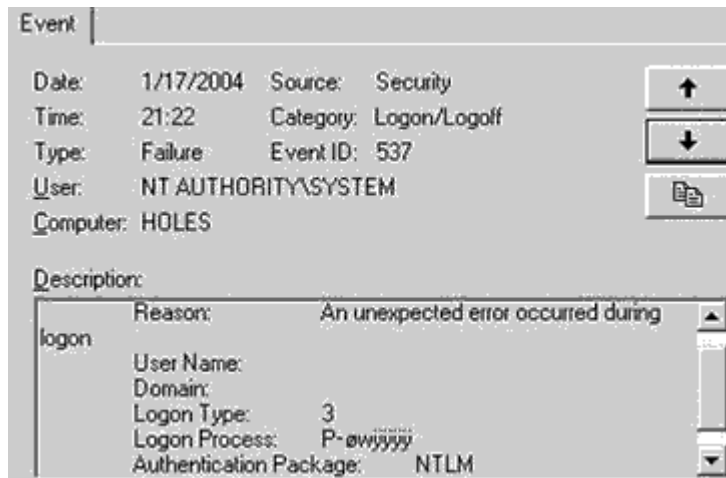 Event
Date: 1/17/2004 Source: Security
Time: 21:22 Category: Logon/Logoff
Type: Failure Event ID: 537
User: NT AUTHORITY\SYSTEM
Computer: HOLES
Description:
Reason: An unexpected error occurred during
logon
User Name:
Domain:
Logon Type: 3
Logon Process: P-øwÿÿÿÿ
Authentication Package: NTLM